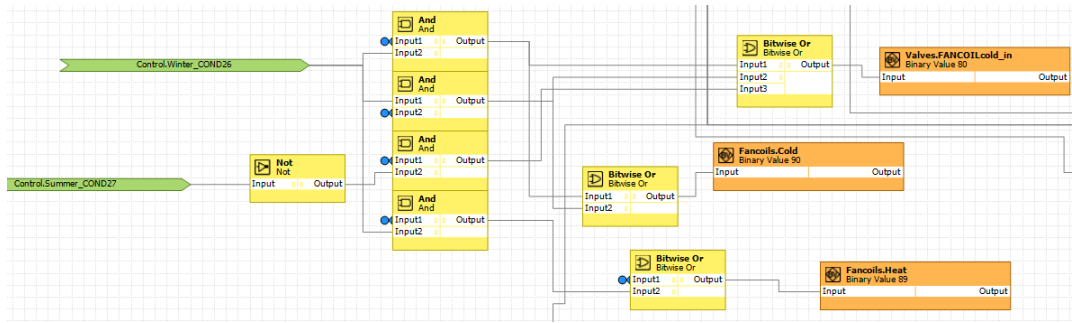 And
And
Input1 Output
Input2
Control.Winter_COND26
And
And
Input1 Output
Input2
Bitwise Or
Bitwise Or
Input1 Output
Input2
Input3
Valves.FANCOILcold_in
Binary Value 80
Input Output
And
And
Input1 Output
Input2
Not
Not
Input Output
Control.Summer_COND27
And
And
Input1 Output
Input2
Bitwise Or
Bitwise Or
Input1 Output
Input2
Fancoils.Cold
Binary Value 90
Input Output
Bitwise Or
Bitwise Or
Input1 Output
Input2
Fancoils.Heat
Binary Value 89
Input Output